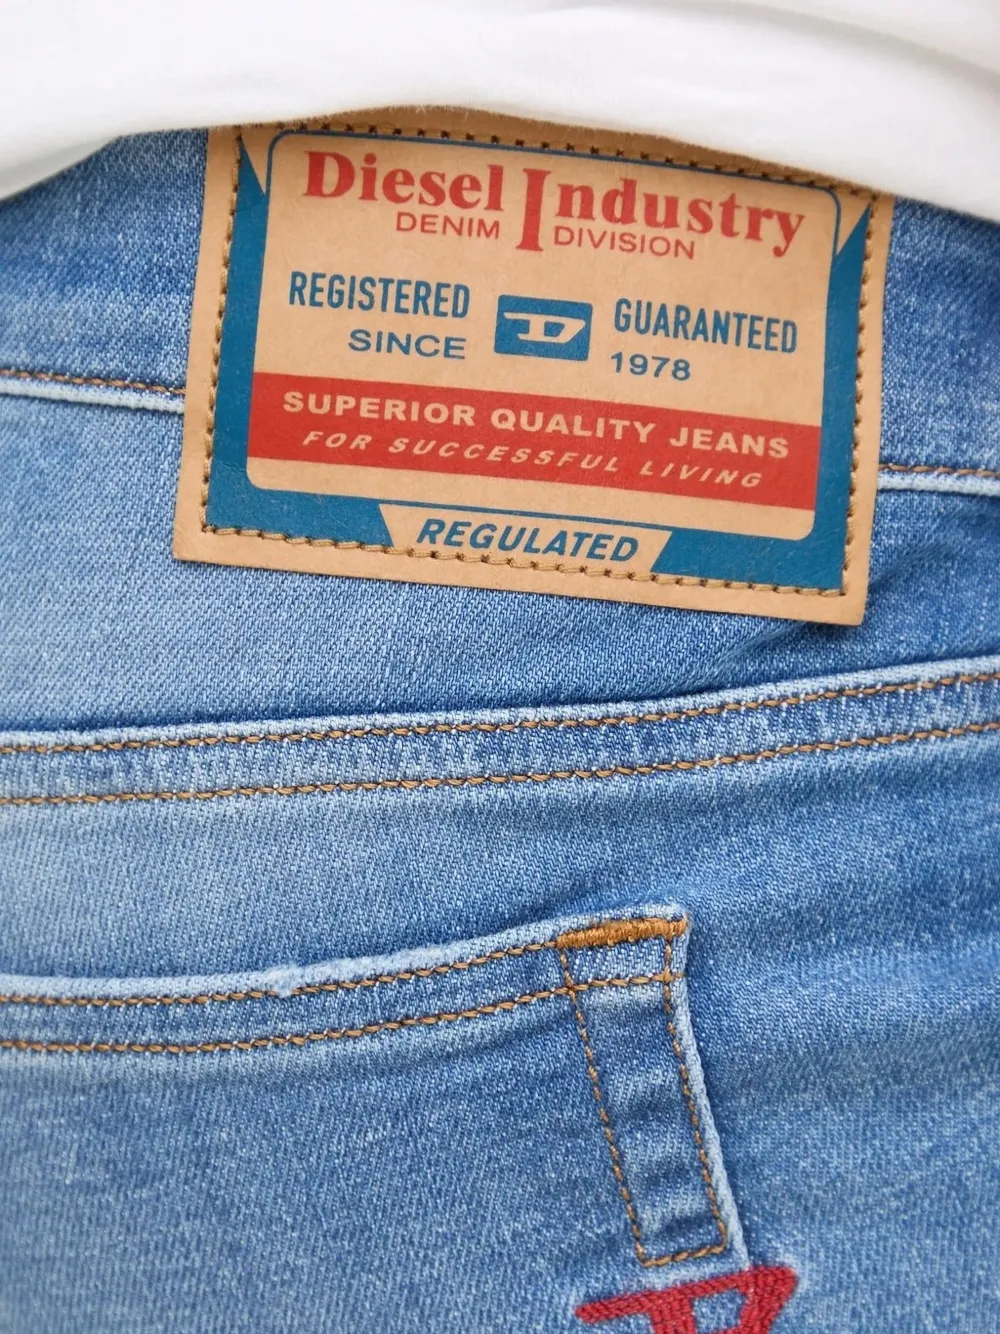 Diesel Industry
DENIM DIVISION
REGISTERED GUARANTEED
SINCE D 1978
SUPERIOR QUALITY JEANS
FOR SUCCESSFUL LIVING
REGULATED
D